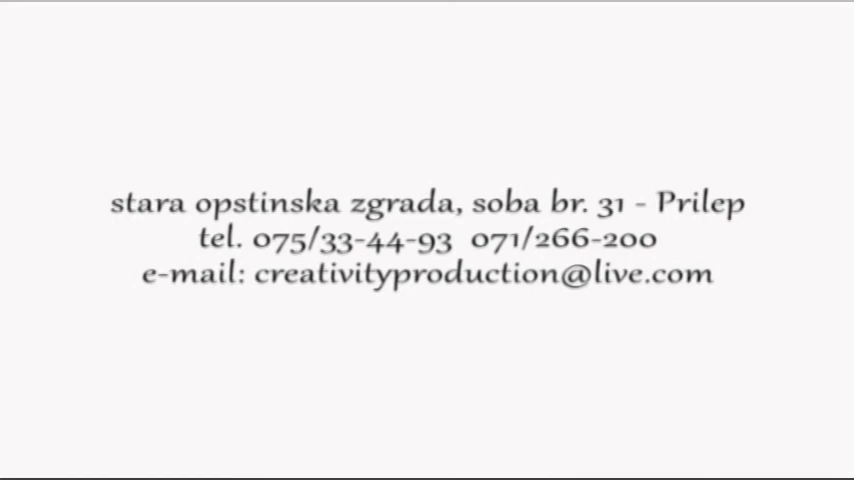 stara opstinska zgrada, soba br. 31 - Prilep
tel. 075/33-44-93 071/266-200
e-mail: creativityproduction@live.com